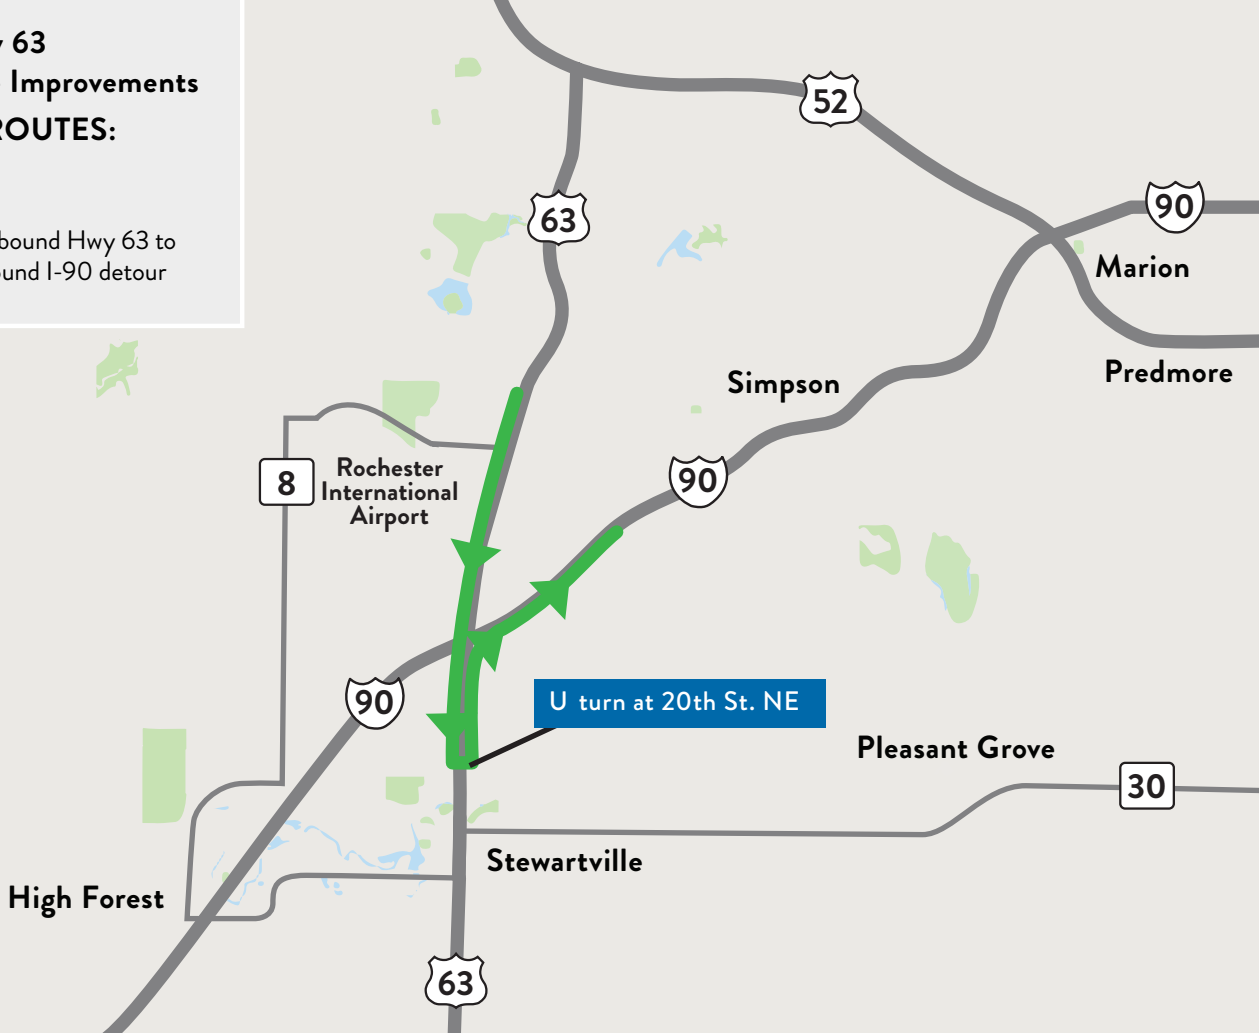 63
Improvements
ROUTES:
bound Hwy 63 to
und I-90 detour
52
63
90
Marion
Predmore
Simpson
90
8
Rochester
International
Airport
90
U turn at 20th St. NE
Pleasant Grove
30
Stewartville
High Forest
63